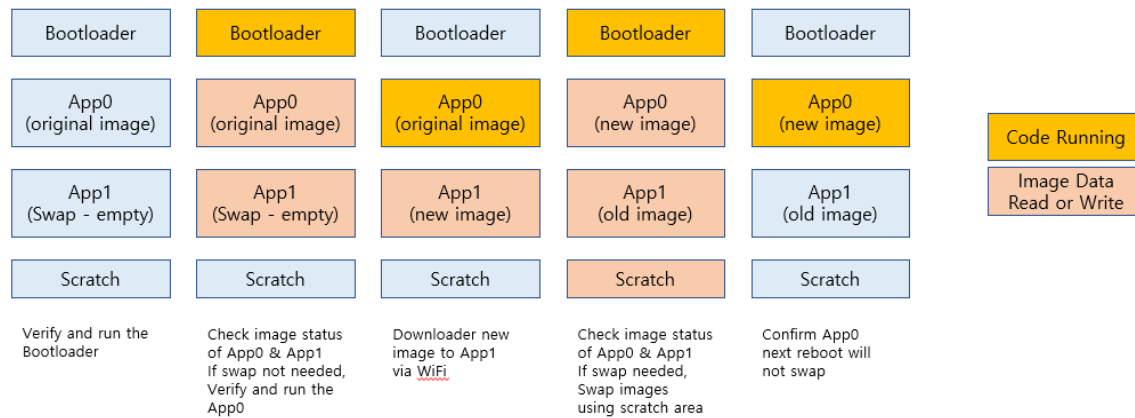 Bootloader
App0
(original image)
App1
(Swap - empty)
Scratch
Verify and run the
Bootloader
Bootloader
App0
(original image)
App1
(Swap - empty)
Scratch
Check image status
of App0 & App1
If swap not needed,
Verify and run the
App0
Bootloader
App0
(original image)
App1
(new image)
Scratch
Downloader new
image to App1
via WiFi
Bootloader
App0
(new image)
App1
(old image)
Scratch
Check image status
of App0 & App1
If swap needed,
Swap images
using scratch area
Bootloader
App0
(new image)
App1
(old image)
Scratch
Confirm App0
next reboot will
not swap
Code Running
Image Data
Read or Write